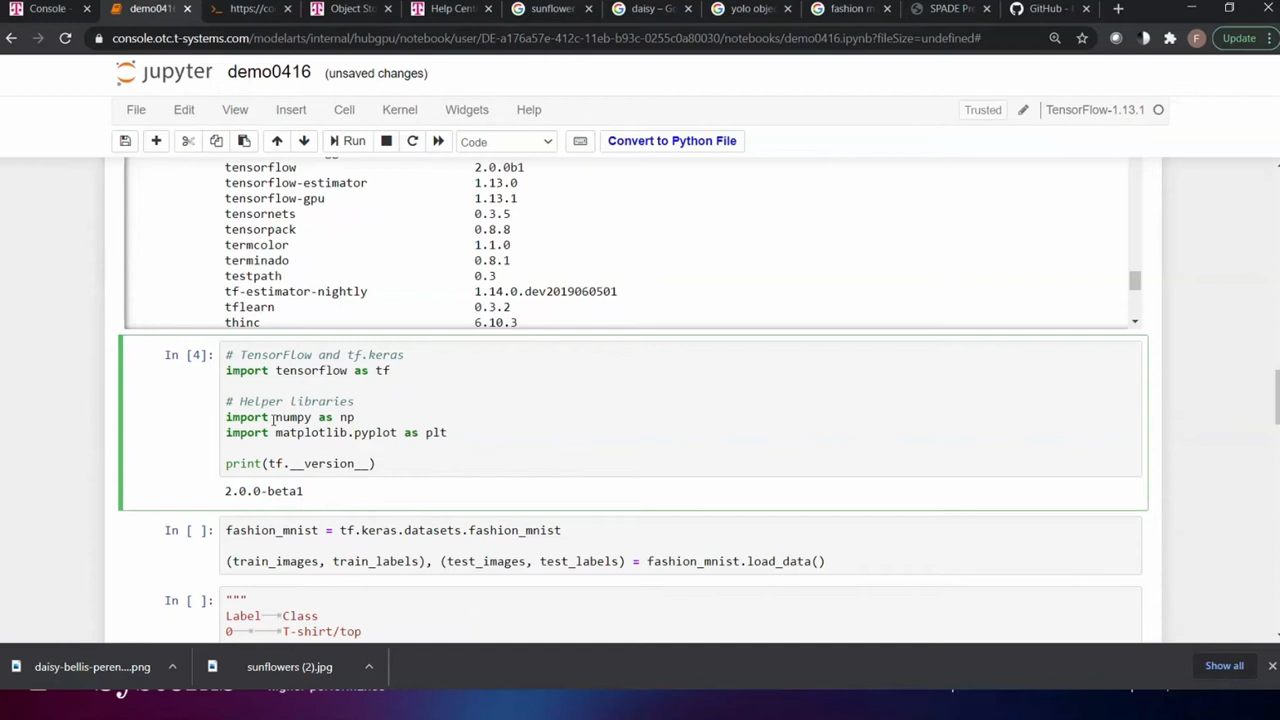 Console -
demo0416
https://co
Object Sto
Help Cent
sunflower
daisy – Go
yolo obje
fashion m
SPADE Pr
GitHub -
console.otc.t-systems.com/modelarts/internal/hubgpu/notebook/user/DE-a176a57e-412c-11eb-b93c-0255c0a80030/notebooks/demo0416.ipynb?fileSize=undefined#
F
Update
jupyter demo0416 (unsaved changes)
File Edit View Insert Cell Kernel Widgets Help Trusted TensorFlow-1.13.1
Run Code Convert to Python File
tensorflow 2.0.0b1
tensorflow-estimator 1.13.0
tensorflow-gpu 1.13.1
tensornets 0.3.5
tensorpack 0.8.8
termcolor 1.1.0
terminado 0.8.1
testpath 0.3
tf-estimator-nightly 1.14.0.dev2019060501
tflearn 0.3.2
thinc 6.10.3
In [4]: # TensorFlow and tf.keras
import tensorflow as tf
# Helper libraries
import numpy as np
import matplotlib.pyplot as plt
print(tf.__version__)
2.0.0-beta1
In [ ]: fashion_mnist = tf.keras.datasets.fashion_mnist
(train_images, train_labels), (test_images, test_labels) = fashion_mnist.load_data()
In [ ]: """
Label Class
0 T-shirt/top
daisy-bellis-peren....png
sunflowers (2).jpg
Show all